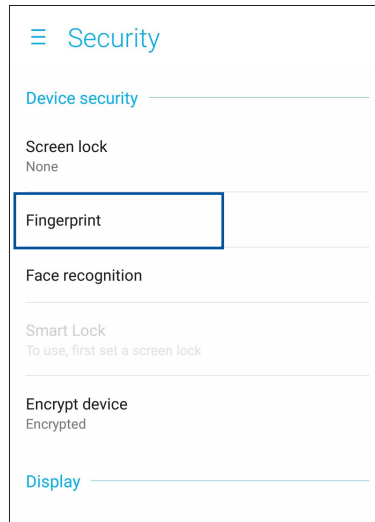 Security
Device security
Screen lock
None
Fingerprint
Face recognition
Smart Lock
To use, first set a screen lock
Encrypt device
Encrypted
Display